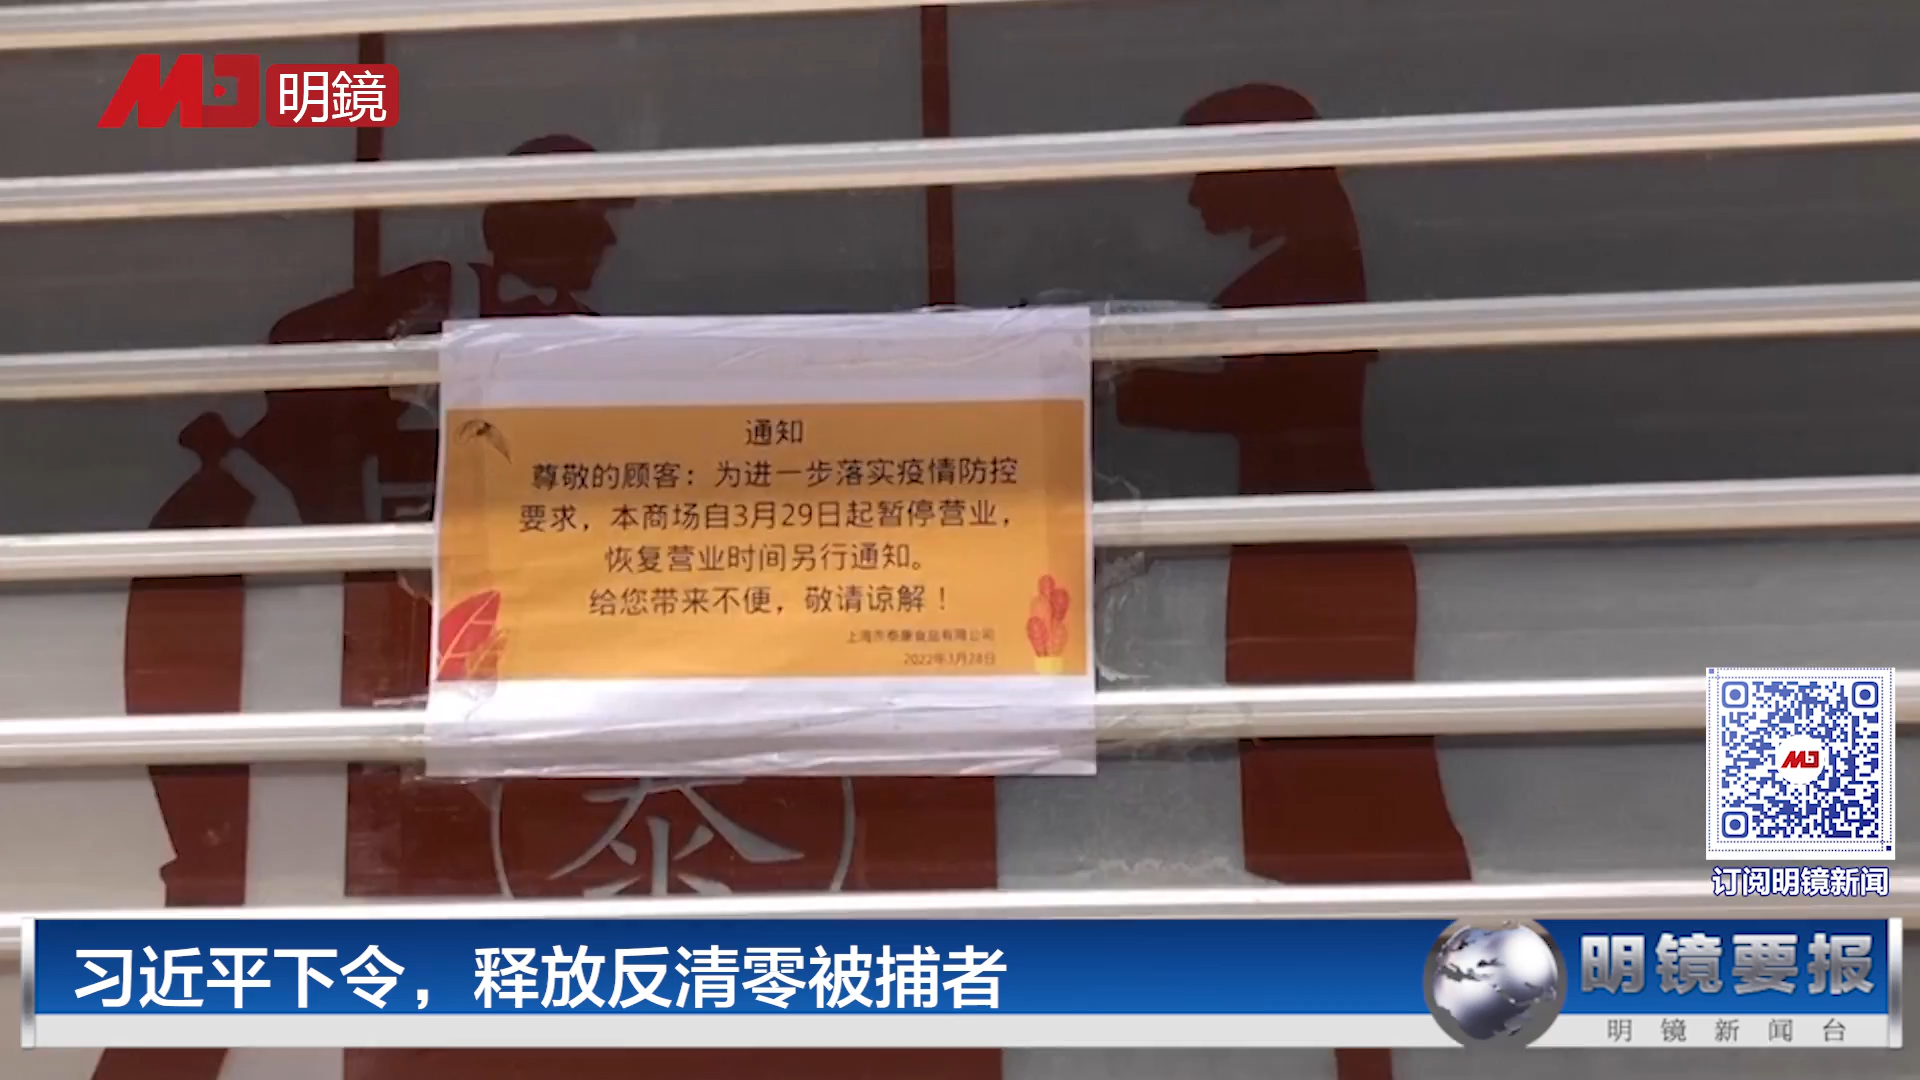 明鏡
通知
尊敬的顾客：为进一步落实疫情防控
要求，本商场自3月29日起暂停营业，
恢复营业时间另行通知。
给您带来不便，敬请谅解！
上海市泰康食品有限公司
2022年3月28日
泰
订阅明镜新闻
习近平下令，释放反清零被捕者
明镜要报
明镜新闻台